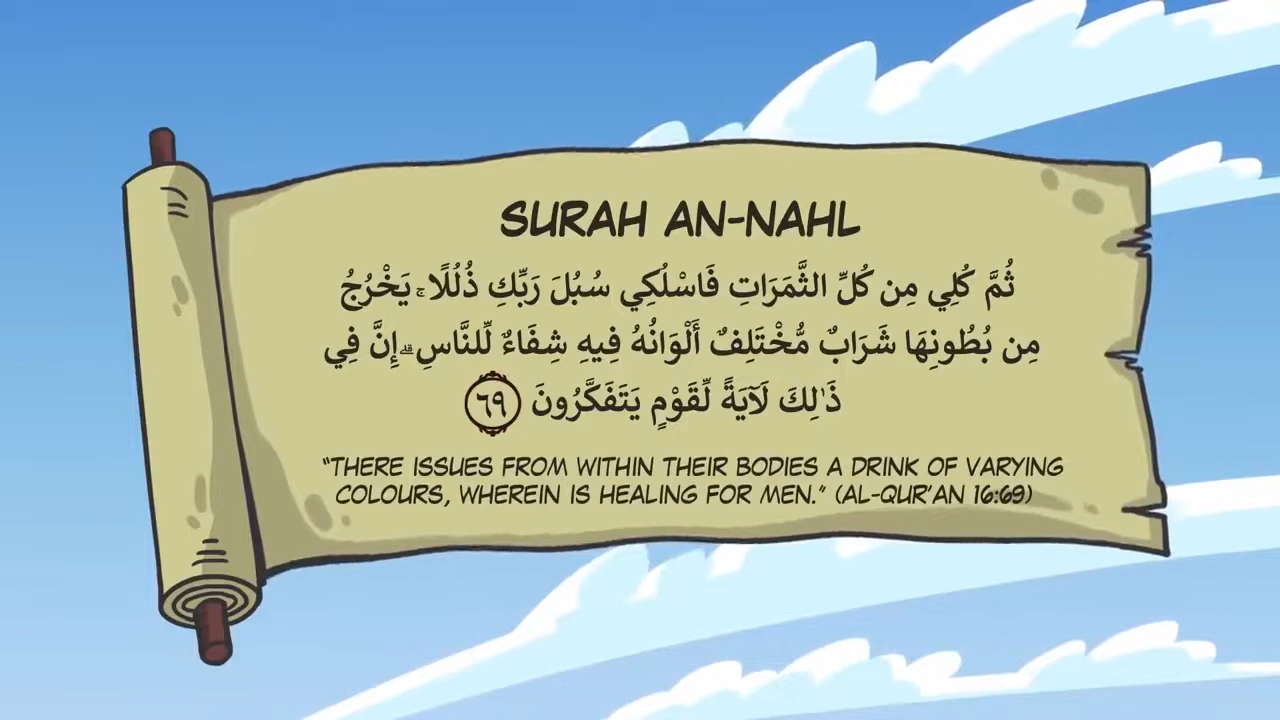 SURAH AN-NAHL
ثُمَّ كُلِي مِن كُلِّ الثَّمَرَاتِ فَاسْلُكِي سُبُلَ رَبِّكِ ذُلُلًا ۚ يَخْرُجُ
مِن بُطُونِهَا شَرَابٌ مُّخْتَلِفٌ أَلْوَانُهُ فِيهِ شِفَاءٌ لِّلنَّاسِ ۗ إِنَّ فِي
ذَٰلِكَ لَآيَةً لِّقَوْمٍ يَتَفَكَّرُونَ ٦٩
"THERE ISSUES FROM WITHIN THEIR BODIES A DRINK OF VARYING
COLOURS, WHEREIN IS HEALING FOR MEN." (AL-QUR'AN 16:69)